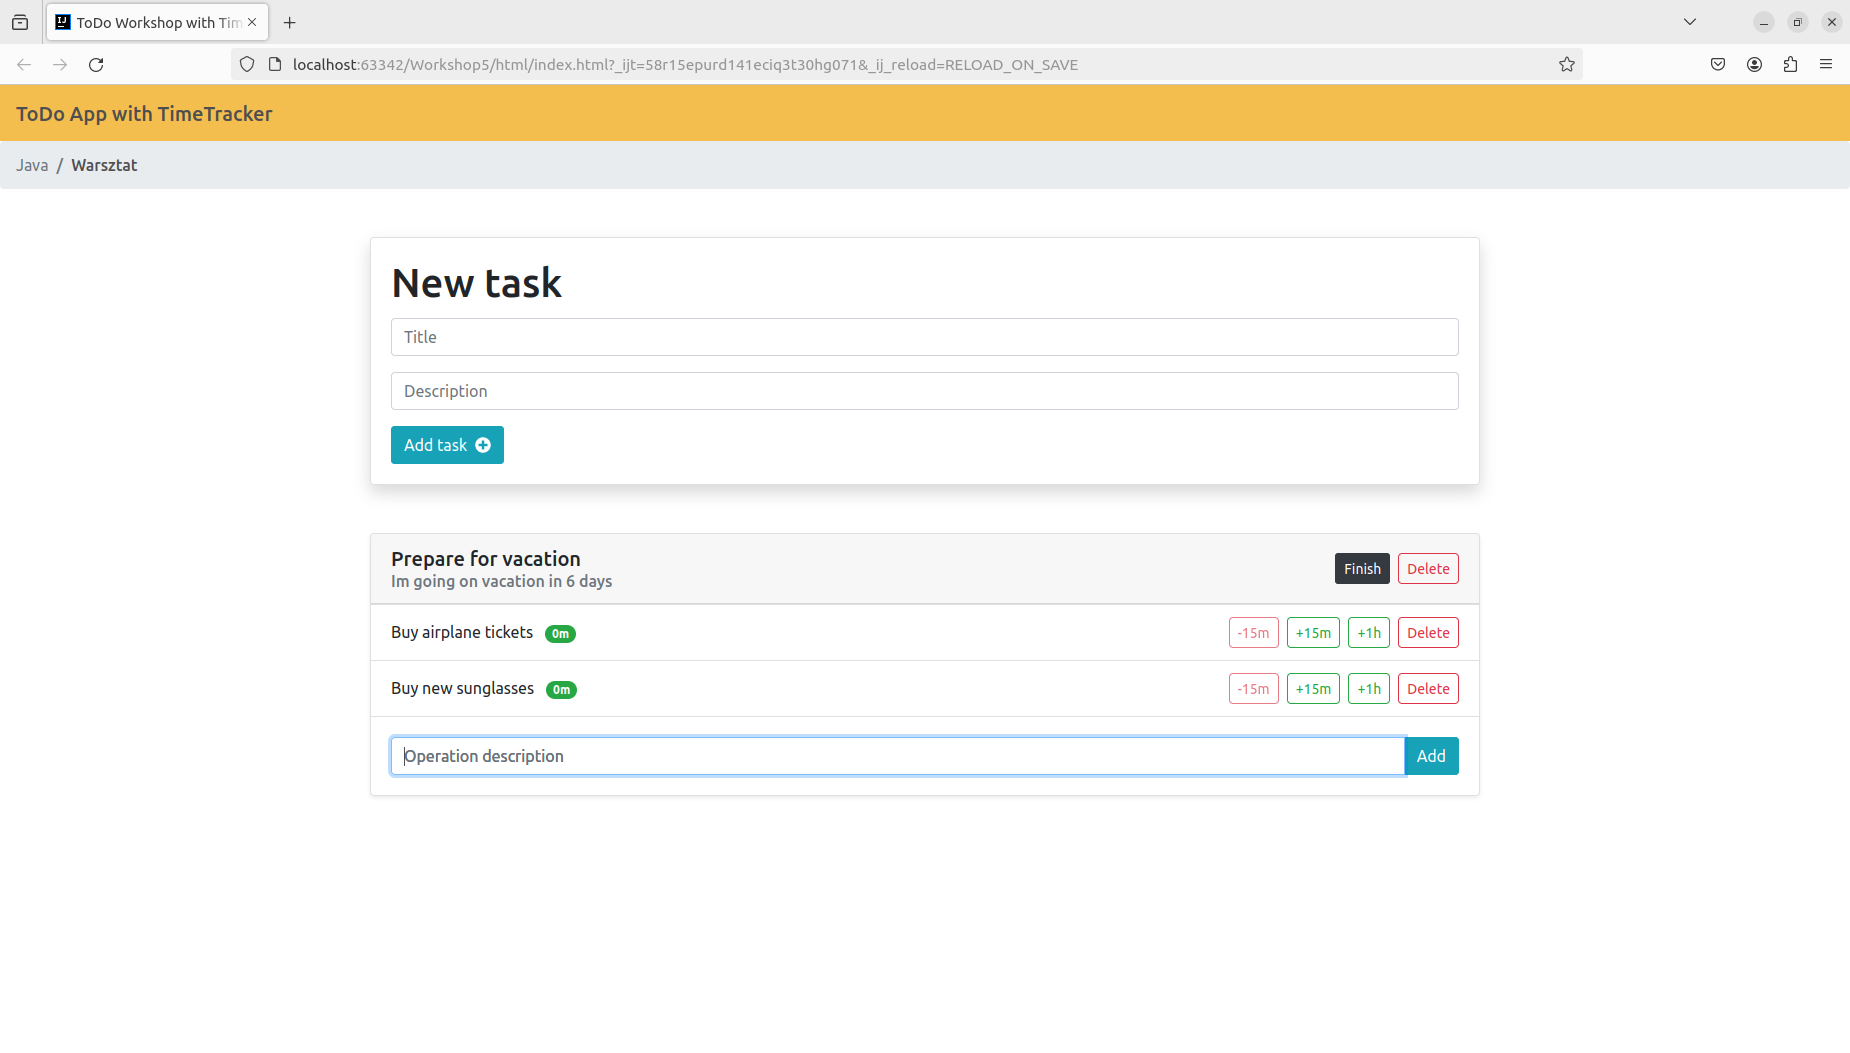 ToDo Workshop with Tim
localhost:63342/Workshop5/html/index.html?_ijt=58r15epurd141eciq3t30hg071&_ij_reload=RELOAD_ON_SAVE
ToDo App with TimeTracker
Java / Warsztat
New task
Title
Description
Add task
Prepare for vacation
Im going on vacation in 6 days
Finish Delete
Buy airplane tickets 0m -15m +15m +1h Delete
Buy new sunglasses 0m -15m +15m +1h Delete
Operation description Add